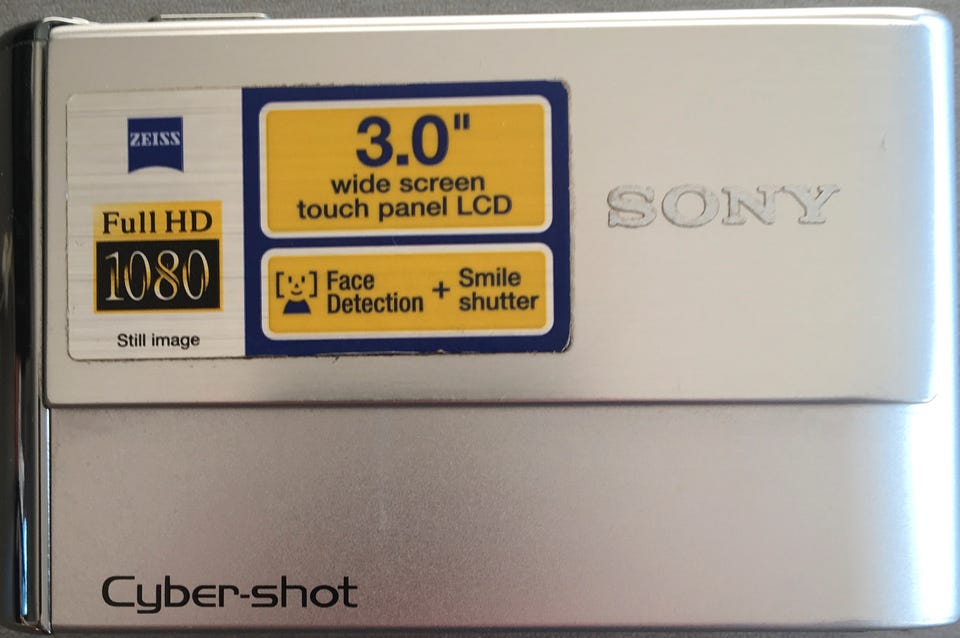 ZEISS
Full HD
1080
Still image
3.0"
wide screen
touch panel LCD
Face
Detection
+
Smile
shutter
SONY
Cyber-shot